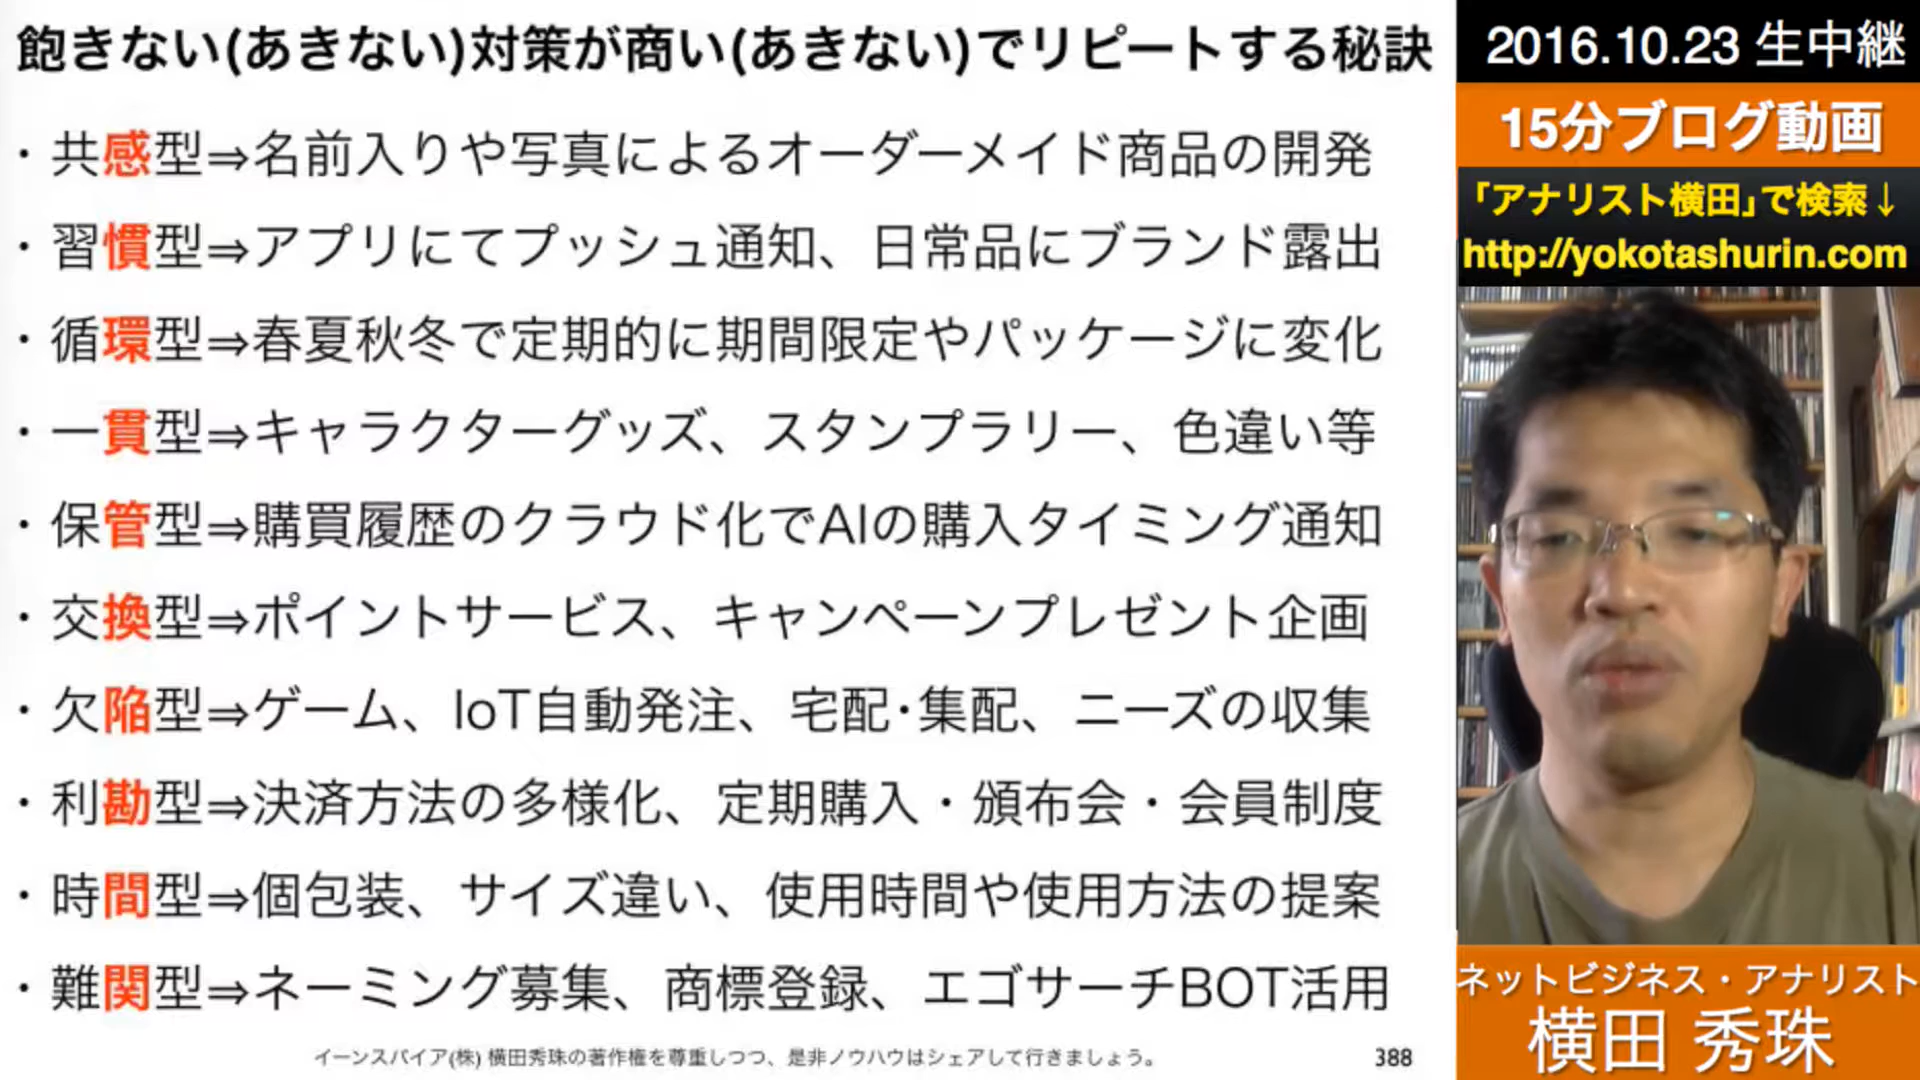 飽きない(あきない)対策が商い(あきない)でリピートする秘訣
・共感型⇒名前入りや写真によるオーダーメイド商品の開発
・習慣型⇒アプリにてプッシュ通知、日常品にブランド露出
・循環型⇒春夏秋冬で定期的に期間限定やパッケージに変化
・一貫型⇒キャラクターグッズ、スタンプラリー、色違い等
・保管型⇒購買履歴のクラウド化でAIの購入タイミング通知
・交換型⇒ポイントサービス、キャンペーンプレゼント企画
・欠陥型⇒ゲーム、IoT自動発注、宅配･集配、ニーズの収集
・利勘型⇒決済方法の多様化、定期購入・頒布会・会員制度
・時間型⇒個包装、サイズ違い、使用時間や使用方法の提案
・難関型⇒ネーミング募集、商標登録、エゴサーチBOT活用
イーンスパイア(株) 横田秀珠の著作権を尊重しつつ、是非ノウハウはシェアして行きましょう。
388
2016.10.23 生中継
15分ブログ動画
「アナリスト横田」で検索↓
http://yokotashurin.com
ネットビジネス・アナリスト
横田 秀珠